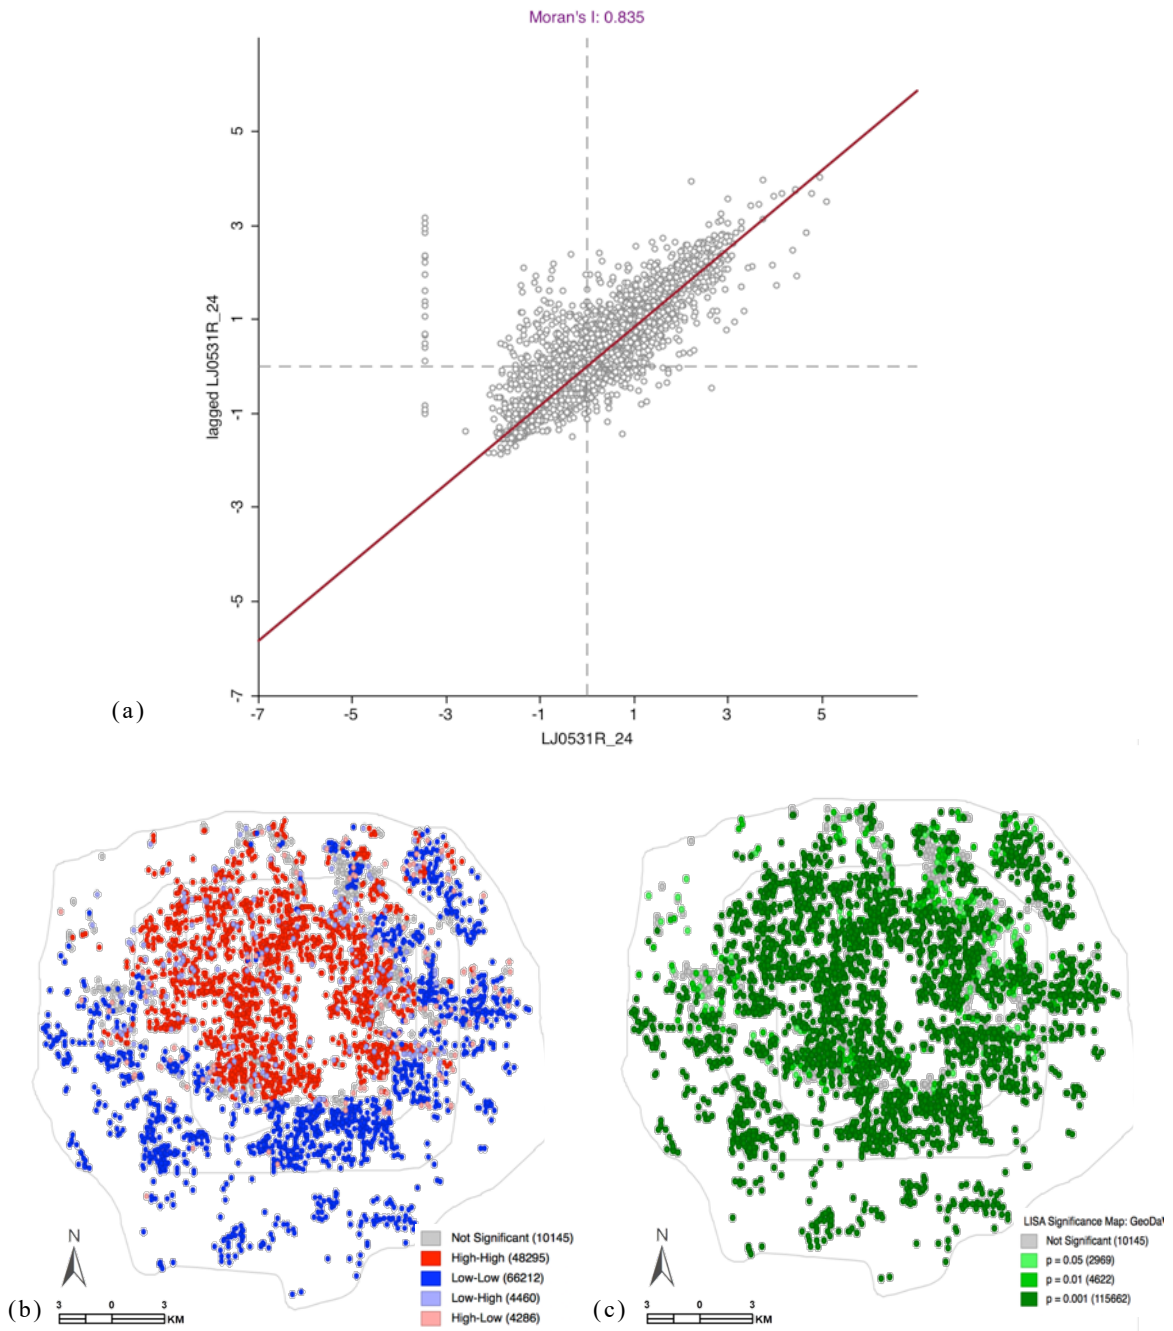 Moran's I: 0.835
5
3
1
-1
-3
-5
-7
lagged LJ0531R_24
-7 -5 -3 -1 1 3 5
LJ0531R_24
(a)
N
3 0 3
KM
Not Significant (10145)
High-High (48295)
Low-Low (66212)
Low-High (4460)
High-Low (4286)
(b)
N
3 0 3
KM
LISA Significance Map: GeoDa
Not Significant (10145)
p = 0.05 (2969)
p = 0.01 (4622)
p = 0.001 (115662)
(c)